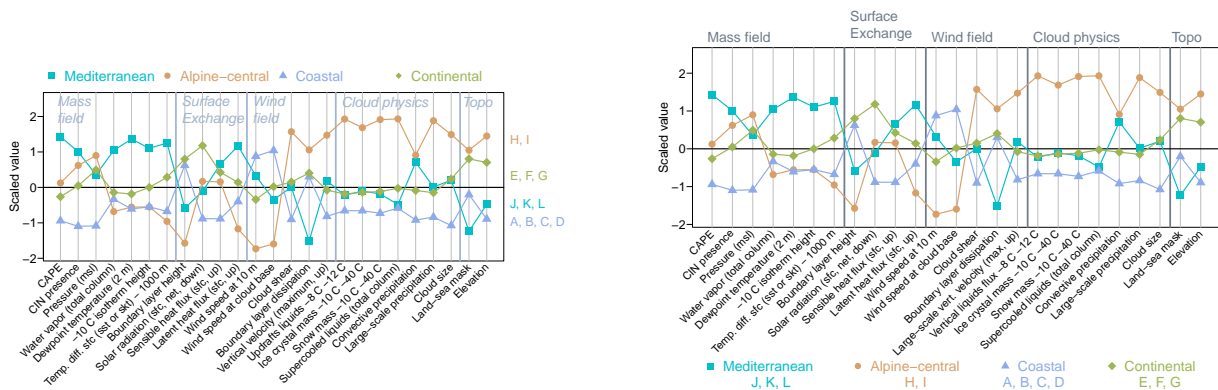 Mediterranean Alpine−central Coastal Continental
Mass field Surface Exchange Wind field Cloud physics Topo
Scaled value
2
1
0
−1
−2
H, I
E, F, G
J, K, L
A, B, C, D
CAPE
CIN presence
Pressure (msl)
Water vapor (total column)
Dewpoint temperature (2 m)
−10 C isotherm height
Temp. diff. sfc (sst or skt) − 1000 m
Boundary layer height
Solar radiation (sfc, net, down)
Sensible heat flux (sfc, up)
Latent heat flux (sfc, up)
Wind speed at 10 m
Wind speed at cloud base
Cloud shear
Boundary layer dissipation
Vertical velocity (maximum up)
Updrafts liquids −8 C −12 C
Ice crystal mass −10 C −40 C
Snow mass −10 C −40 C
Supercooled liquids (total column)
Convective precipitation
Large−scale precipitation
Cloud size
Land−sea mask
Elevation
Mass field Surface Exchange Wind field Cloud physics Topo
Scaled value
2
1
0
−1
−2
CAPE
CIN presence
Pressure (msl)
Water vapor (total column)
Dewpoint temperature (2 m)
−10 C isotherm height
Temp. diff. sfc (sst or skt) − 1000 m
Boundary layer height
Solar radiation (sfc, net, down)
Sensible heat flux (sfc, up)
Latent heat flux (sfc, up)
Wind speed at 10 m
Wind speed at cloud base
Cloud shear
Boundary layer dissipation
Large−scale vert. velocity (max, up)
Vertical liquids flux −8 C −12 C
Ice crystal mass −10 C −40 C
Snow mass −10 C −40 C
Supercooled liquids (total column)
Convective precipitation
Large−scale precipitation
Cloud size
Land−sea mask
Elevation
Mediterranean Alpine−central Coastal Continental
J, K, L H, I A, B, C, D E, F, G